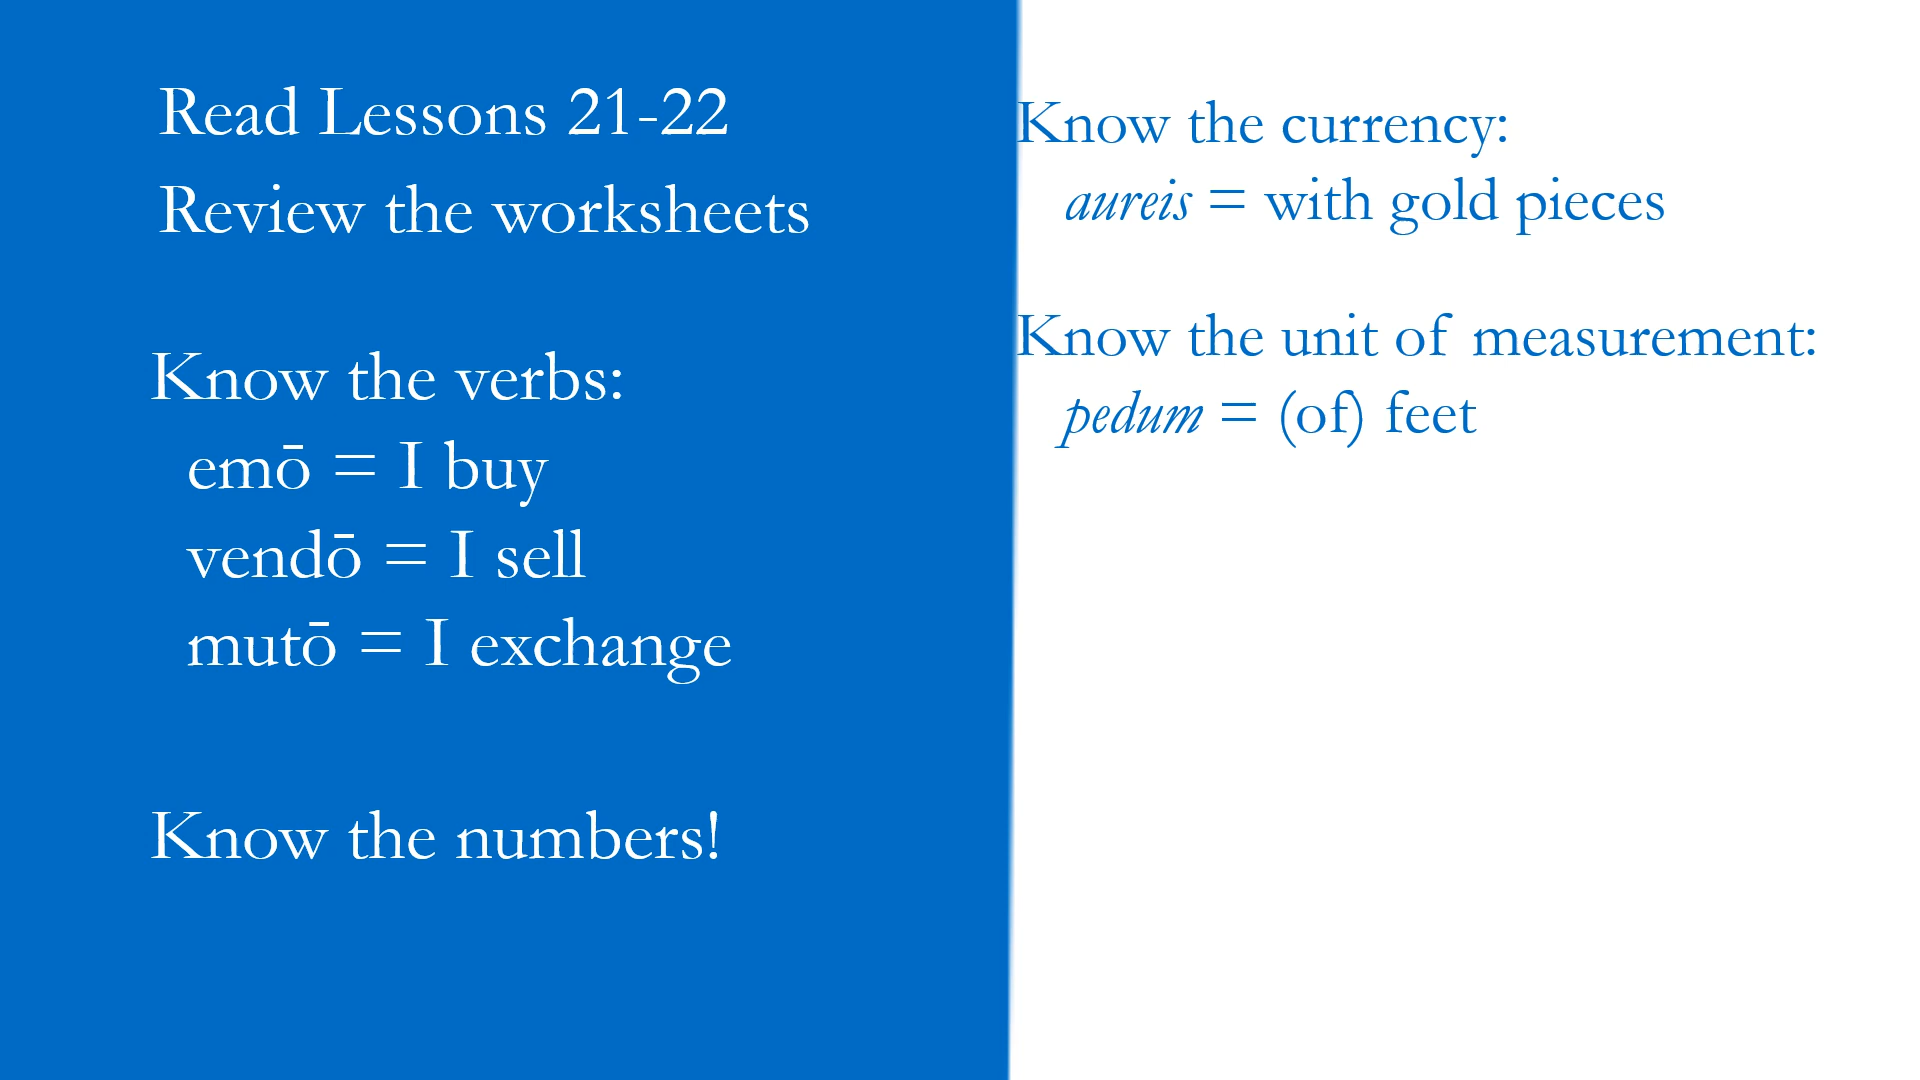 Read Lessons 21-22
Review the worksheets
Know the verbs:
emō = I buy
vendō = I sell
mutō = I exchange
Know the numbers!
Know the currency:
aureis = with gold pieces
Know the unit of measurement:
pedum = (of) feet